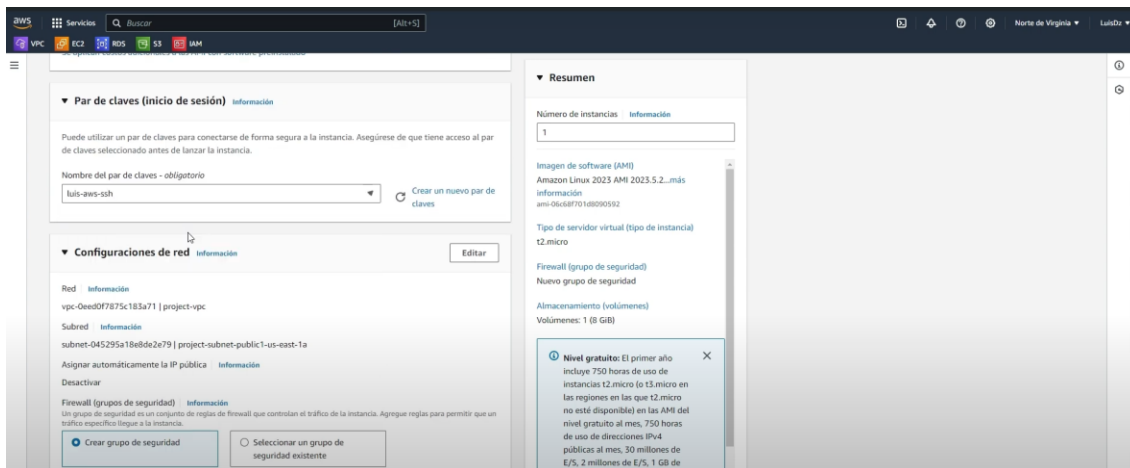 aws
Servicios
Buscar
[Alt+S]
Norte de Virginia
LuisDz
VPC
EC2
RDS
S3
IAM
Par de claves (inicio de sesión) Información
Puede utilizar un par de claves para conectarse de forma segura a la instancia. Asegúrese de que tiene acceso al par
de claves seleccionado antes de lanzar la instancia.
Nombre del par de claves - obligatorio
luis-aws-ssh
Crear un nuevo par de
claves
Configuraciones de red Información
Editar
Red Información
vpc-0eed0f7875c183a71 | project-vpc
Subred Información
subnet-045295a18e8de2e79 | project-subnet-public1-us-east-1a
Asignar automáticamente la IP pública Información
Desactivar
Firewall (grupos de seguridad) Información
Un grupo de seguridad es un conjunto de reglas de firewall que controlan el tráfico de la instancia. Agregue reglas para permitir que un
tráfico específico llegue a la instancia.
Crear grupo de seguridad
Seleccionar un grupo de
seguridad existente
Resumen
Número de instancias Información
1
Imagen de software (AMI)
Amazon Linux 2023 AMI 2023.5.2...más
información
ami-06c68f701d8090592
Tipo de servidor virtual (tipo de instancia)
t2.micro
Firewall (grupo de seguridad)
Nuevo grupo de seguridad
Almacenamiento (volúmenes)
Volúmenes: 1 (8 GiB)
Nivel gratuito: El primer año
incluye 750 horas de uso de
instancias t2.micro (o t3.micro en
las regiones en las que t2.micro
no esté disponible) en las AMI del
nivel gratuito al mes, 750 horas
de uso de direcciones IPv4
públicas al mes, 30 millones de
E/S, 2 millones de E/S, 1 GB de